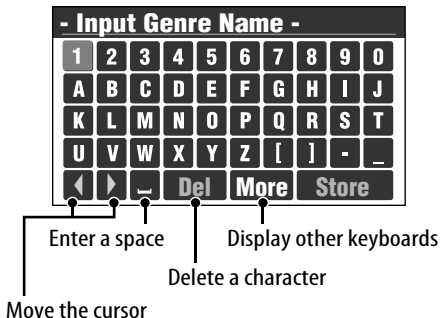 - Input Genre Name -
1 2 3 4 5 6 7 8 9 0
A B C D E F G H I J
K L M N O P Q R S T
U V W X Y Z [ ] - _
Del More Store
Enter a space Display other keyboards
Delete a character
Move the cursor